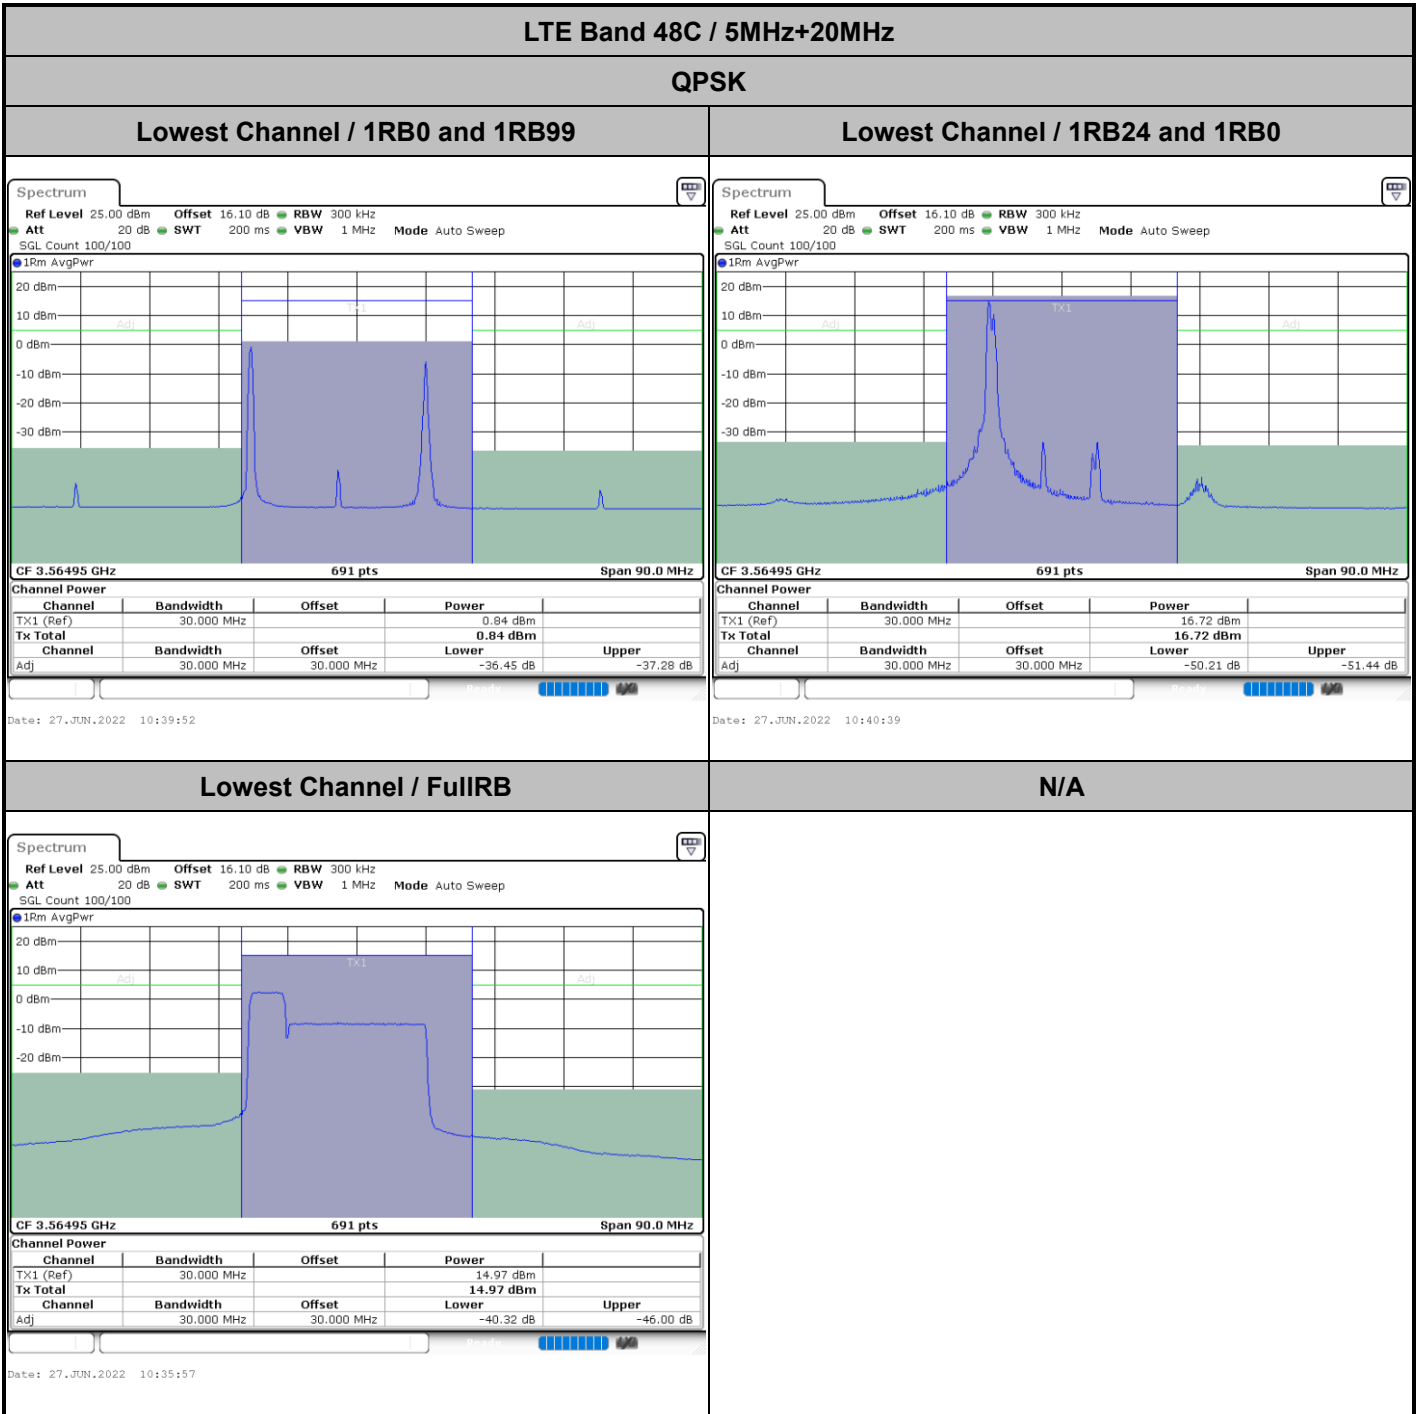 LTE Band 48C / 5MHz+20MHz
QPSK
Lowest Channel / 1RB0 and 1RB99
Lowest Channel / 1RB24 and 1RB0
Spectrum
Ref Level 25.00 dBm Offset 16.10 dB RBW 300 kHz
Att 20 dB SWT 200 ms VBW 1 MHz Mode Auto Sweep
SGL Count 100/100
1Rm AvgPwr
20 dBm
TX1
10 dBm
Adj
Adj
0 dBm
-10 dBm
-20 dBm
-30 dBm
CF 3.56495 GHz 691 pts Span 90.0 MHz
Channel Power
Channel Bandwidth Offset Power
TX1 (Ref) 30.000 MHz 0.84 dBm
Tx Total 0.84 dBm
Channel Bandwidth Offset Lower Upper
Adj 30.000 MHz 30.000 MHz -36.45 dB -37.28 dB
Ready
Date: 27.JUN.2022 10:39:52
Spectrum
Ref Level 25.00 dBm Offset 16.10 dB RBW 300 kHz
Att 20 dB SWT 200 ms VBW 1 MHz Mode Auto Sweep
SGL Count 100/100
1Rm AvgPwr
20 dBm
TX1
10 dBm
Adj
Adj
0 dBm
-10 dBm
-20 dBm
-30 dBm
CF 3.56495 GHz 691 pts Span 90.0 MHz
Channel Power
Channel Bandwidth Offset Power
TX1 (Ref) 30.000 MHz 16.72 dBm
Tx Total 16.72 dBm
Channel Bandwidth Offset Lower Upper
Adj 30.000 MHz 30.000 MHz -50.21 dB -51.44 dB
Ready
Date: 27.JUN.2022 10:40:39
Lowest Channel / FullRB
N/A
Spectrum
Ref Level 25.00 dBm Offset 16.10 dB RBW 300 kHz
Att 20 dB SWT 200 ms VBW 1 MHz Mode Auto Sweep
SGL Count 100/100
1Rm AvgPwr
20 dBm
TX1
10 dBm
Adj
Adj
0 dBm
-10 dBm
-20 dBm
CF 3.56495 GHz 691 pts Span 90.0 MHz
Channel Power
Channel Bandwidth Offset Power
TX1 (Ref) 30.000 MHz 14.97 dBm
Tx Total 14.97 dBm
Channel Bandwidth Offset Lower Upper
Adj 30.000 MHz 30.000 MHz -40.32 dB -46.00 dB
Ready
Date: 27.JUN.2022 10:35:57